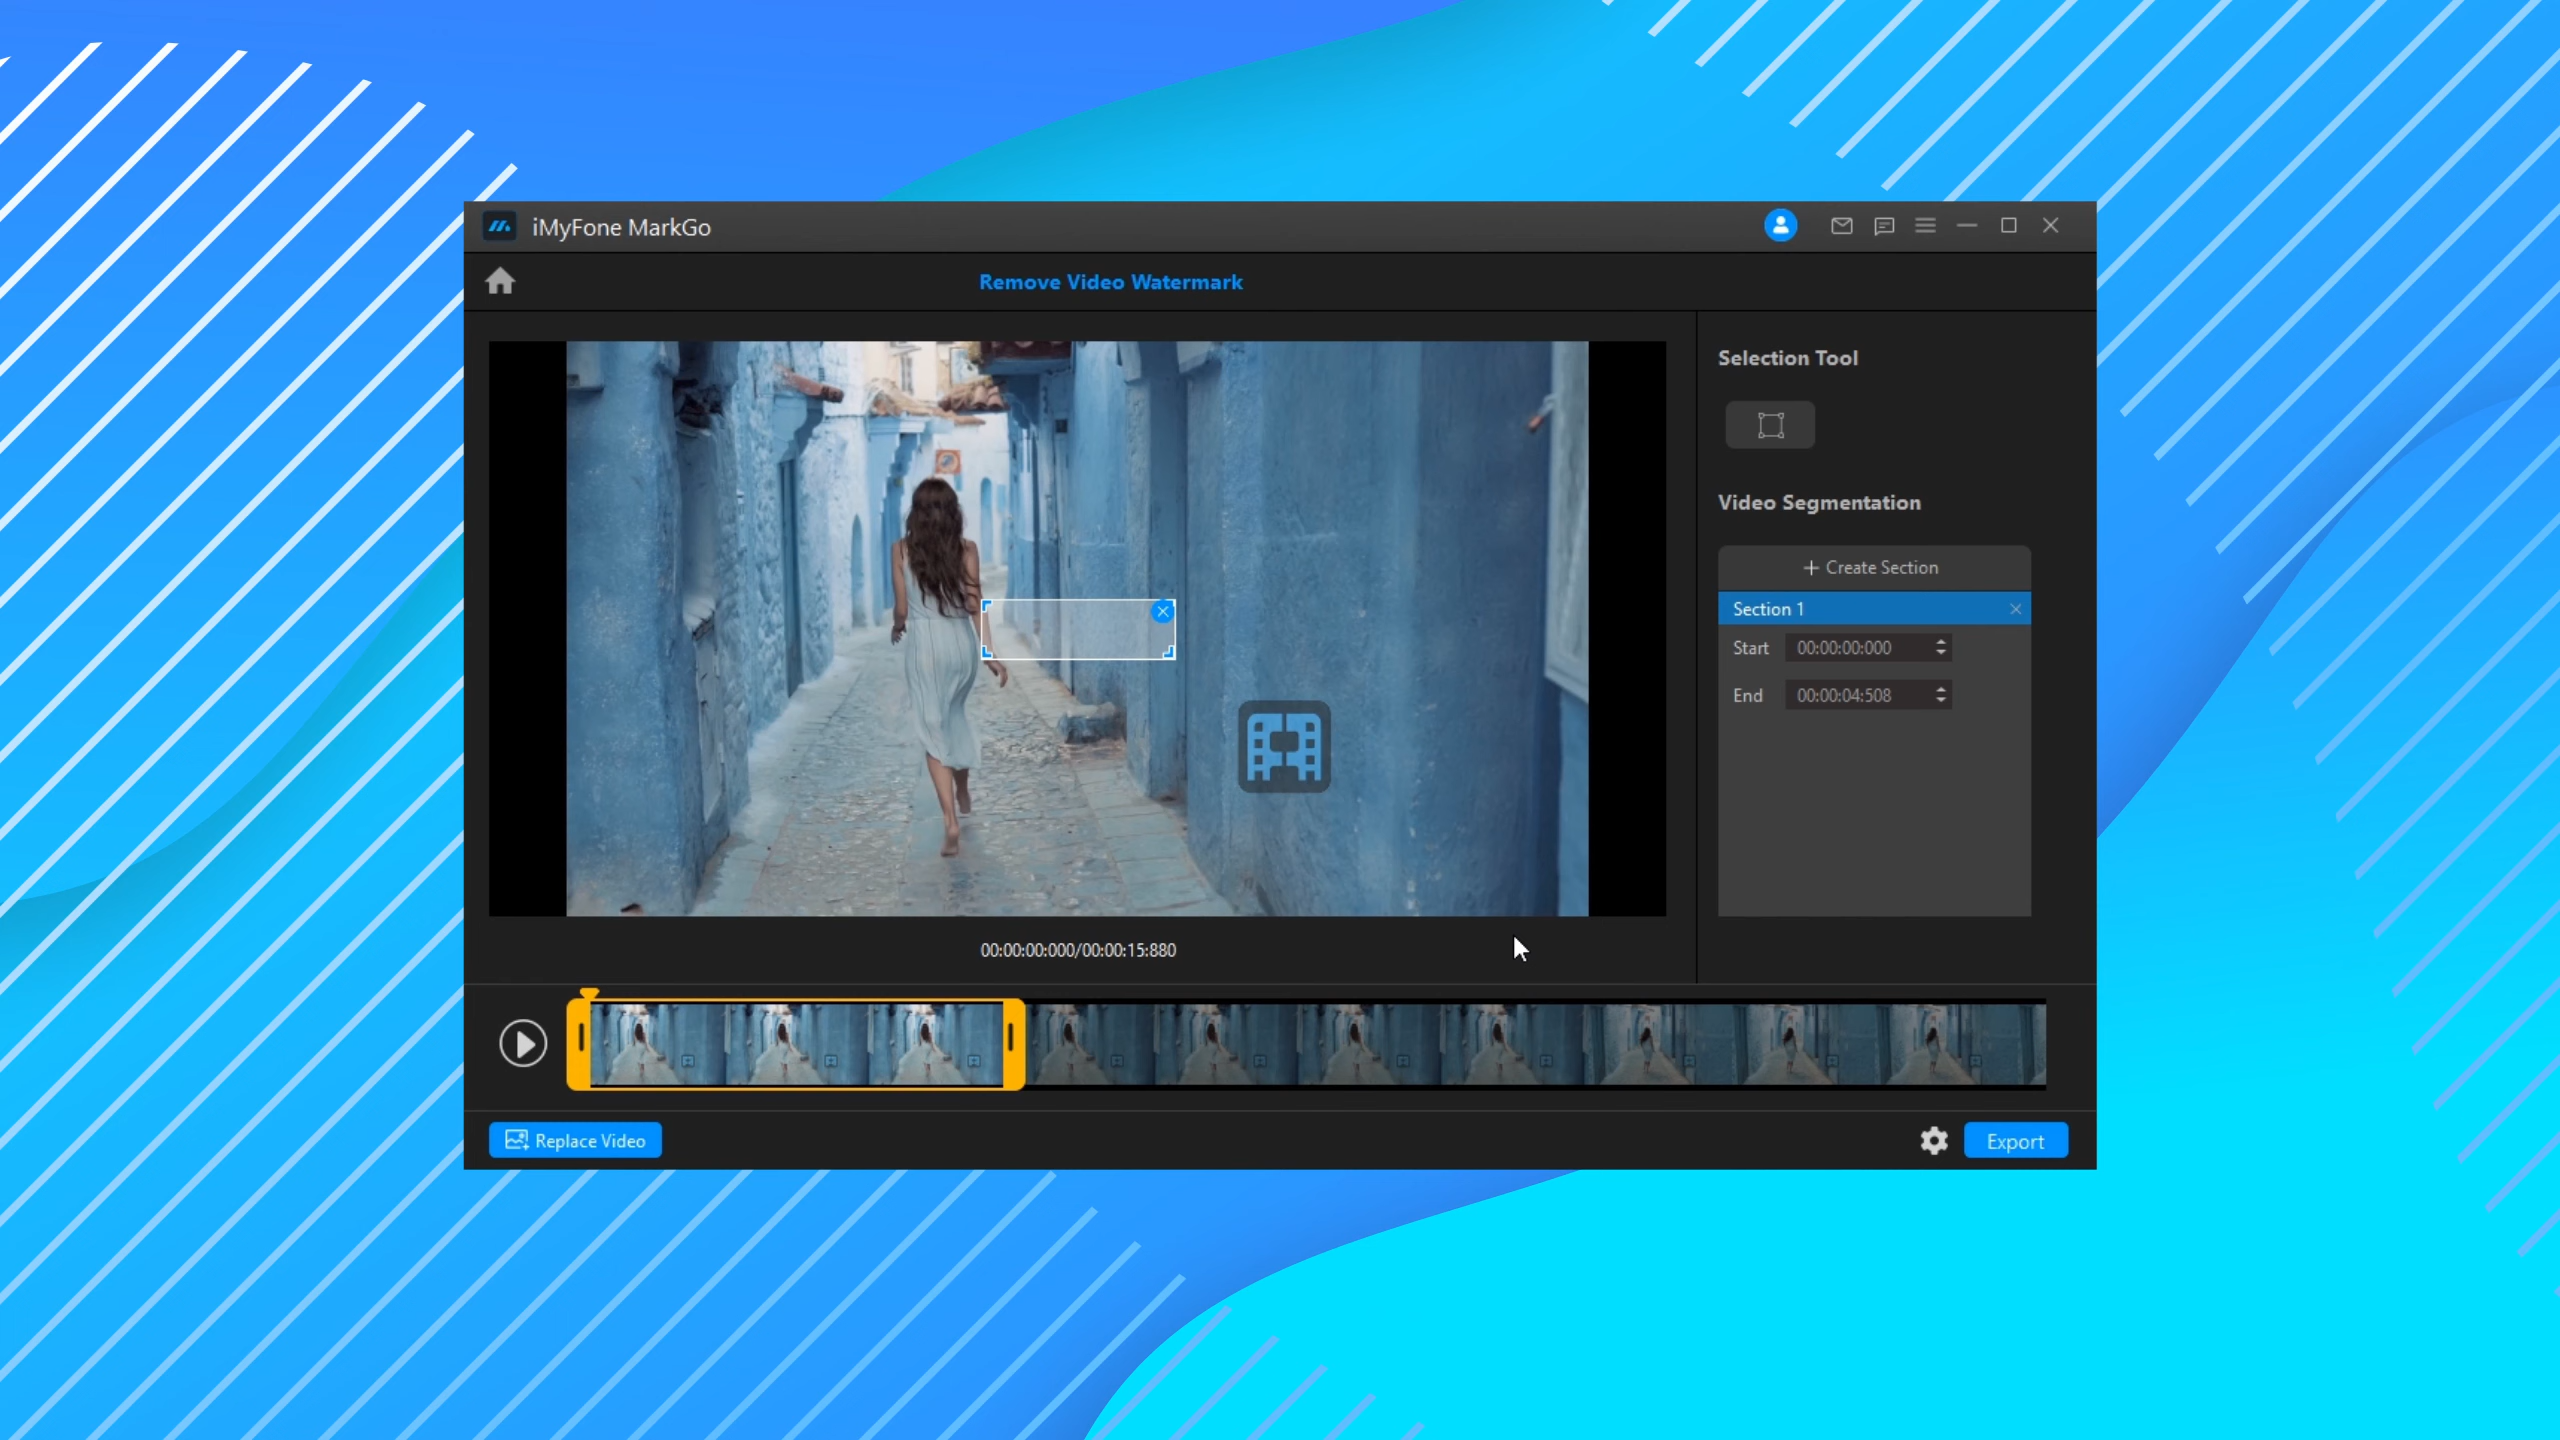 iMyFone MarkGo
Remove Video Watermark
Selection Tool
Video Segmentation
+ Create Section
Section 1
Start 00:00:00:000
End 00:00:04:508
00:00:00:000/00:00:15:880
Replace Video
Export